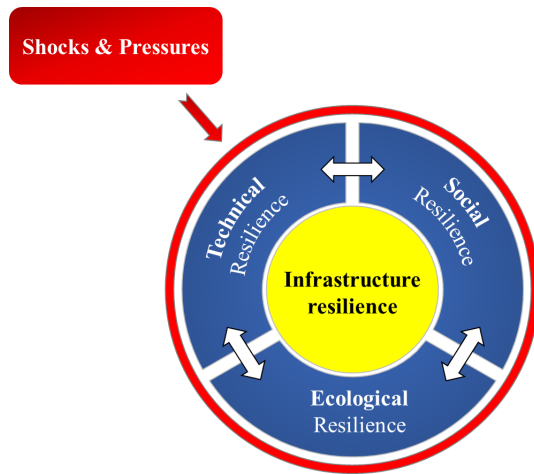 Shocks & Pressures
Technical
Resilience
Social
Resilience
Infrastructure
resilience
Ecological
Resilience